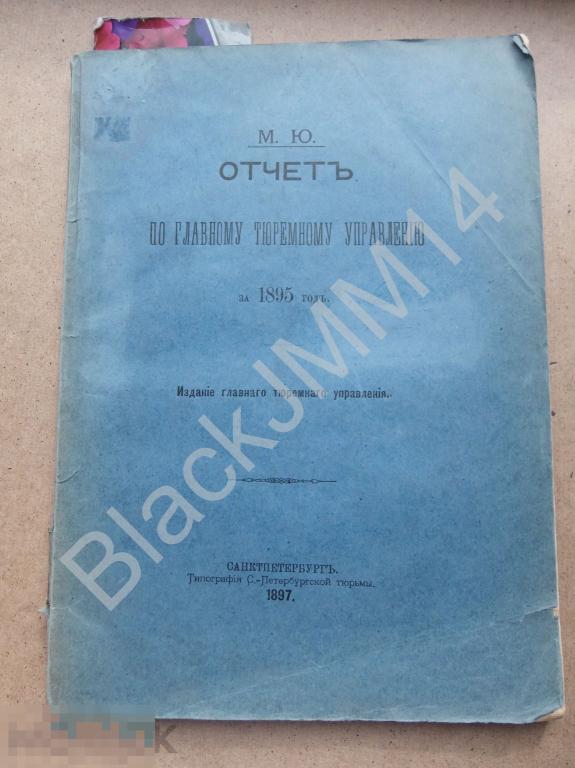 М. Ю.
ОТЧЕТЪ
ПО ГЛАВНОМУ ТЮРЕМНОМУ УПРАВЛЕНІЮ
за 1895 годъ.
Изданіе главнаго тюремнаго управленія.
САНКТПЕТЕРБУРГЪ.
Типографія С.-Петербургской тюрьмы.
1897.
BlackJMM14